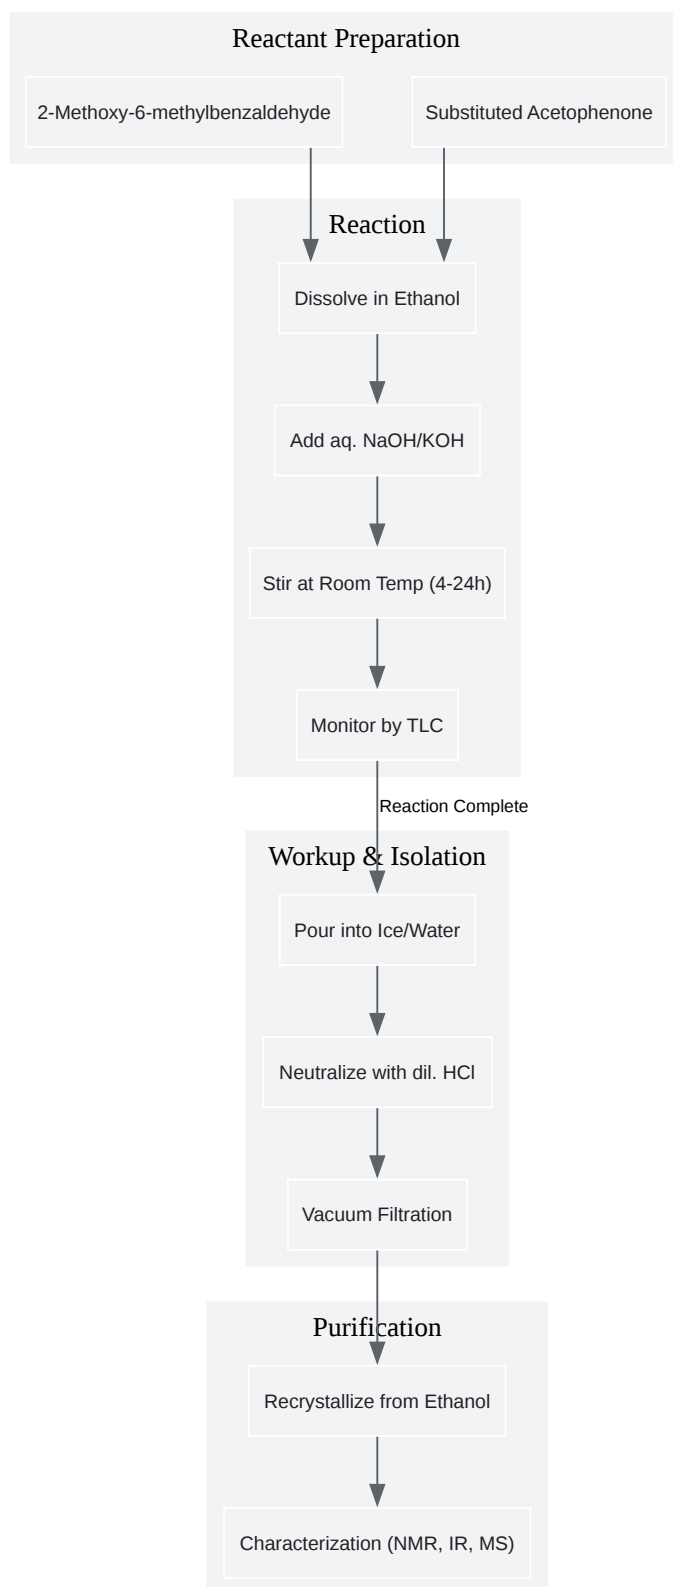 Reactant Preparation
2-Methoxy-6-methylbenzaldehyde
Substituted Acetophenone
Reaction
Dissolve in Ethanol
Add aq. NaOH/KOH
Stir at Room Temp (4-24h)
Monitor by TLC
Reaction Complete
Workup & Isolation
Pour into Ice/Water
Neutralize with dil. HCl
Vacuum Filtration
Purification
Recrystallize from Ethanol
Characterization (NMR, IR, MS)